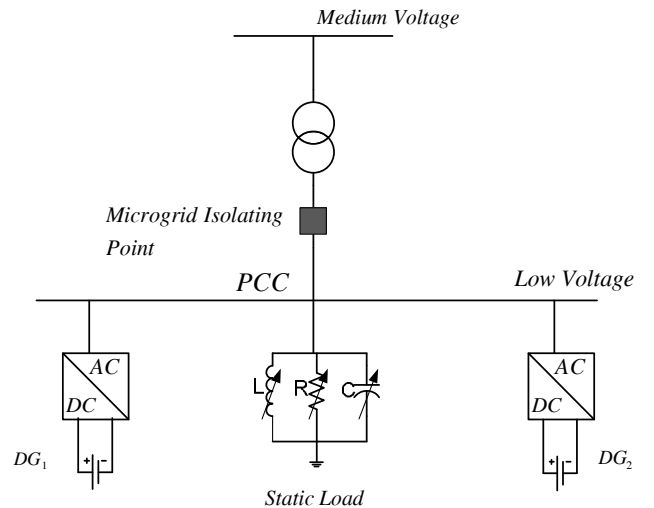 Medium Voltage
Microgrid Isolating
Point
PCC
Low Voltage
AC
DC
L
R
C
AC
DC
+ -
DG1
+ -
DG2
Static Load